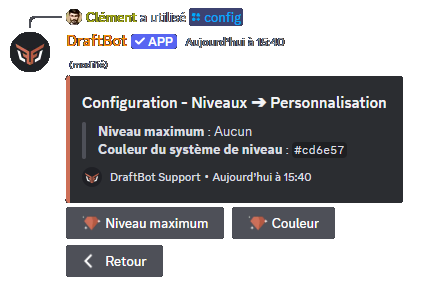 Clément a utilisé config
DraftBot APP Aujourd'hui à 15:40
(modifié)
Configuration - Niveaux ➔ Personnalisation
Niveau maximum : Aucun
Couleur du système de niveau : #cd6e57
DraftBot Support • Aujourd'hui à 15:40
Niveau maximum Couleur
Retour